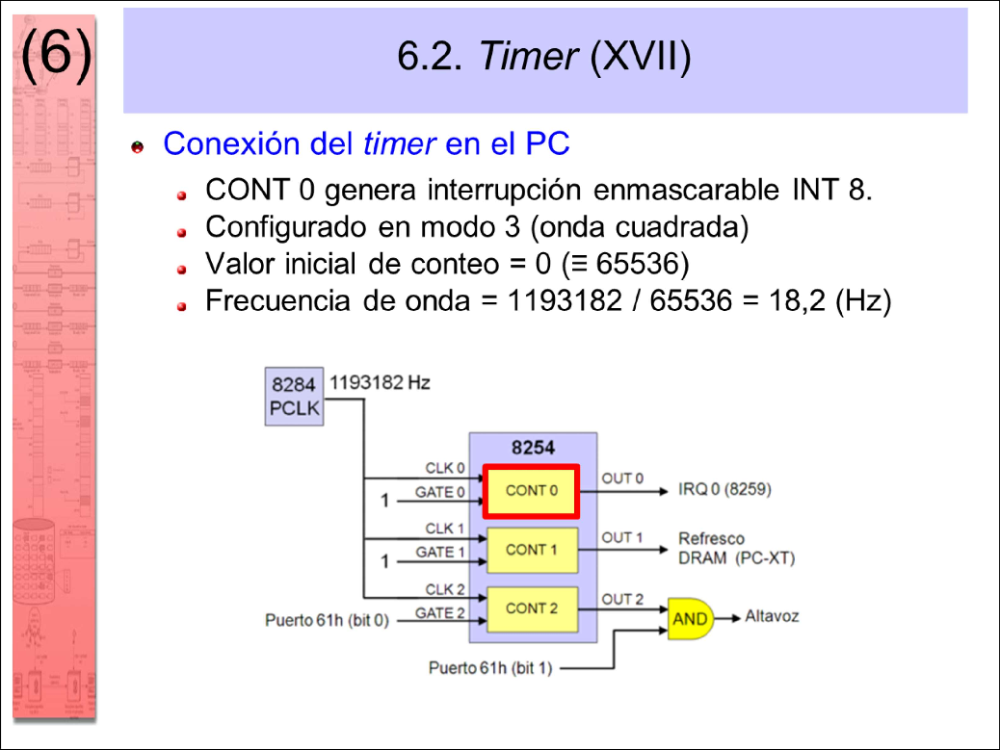 (6)
6.2. Timer (XVII)
Conexión del timer en el PC
CONT 0 genera interrupción enmascarable INT 8.
Configurado en modo 3 (onda cuadrada)
Valor inicial de conteo = 0 (≡ 65536)
Frecuencia de onda = 1193182 / 65536 = 18,2 (Hz)
8284
PCLK
1193182 Hz
8254
CLK 0
GATE 0
1
CONT 0
OUT 0
IRQ 0 (8259)
CLK 1
GATE 1
1
CONT 1
OUT 1
Refresco
DRAM (PC-XT)
CLK 2
GATE 2
Puerto 61h (bit 0)
CONT 2
OUT 2
AND
Altavoz
Puerto 61h (bit 1)